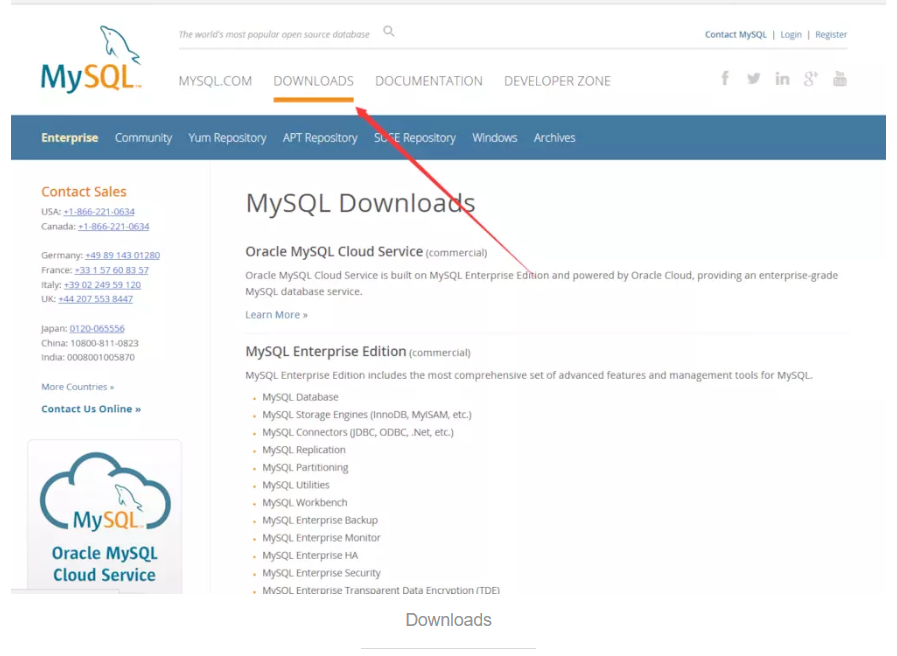 The world's most popular open source database
Contact MySQL | Login | Register
MySQL™
MYSQL.COM DOWNLOADS DOCUMENTATION DEVELOPER ZONE
Enterprise Community Yum Repository APT Repository SUSE Repository Windows Archives
Contact Sales
USA: +1-866-221-0634
Canada: +1-866-221-0634
Germany: +49 89 143 01280
France: +33 1 57 60 83 57
Italy: +39 02 249 59 120
UK: +44 207 553 8447
Japan: 0120-065556
China: 10800-811-0823
India: 0008001005870
More Countries »
Contact Us Online »
MySQL™
Oracle MySQL
Cloud Service
MySQL Downloads
Oracle MySQL Cloud Service (commercial)
Oracle MySQL Cloud Service is built on MySQL Enterprise Edition and powered by Oracle Cloud, providing an enterprise-grade
MySQL database service.
Learn More »
MySQL Enterprise Edition (commercial)
MySQL Enterprise Edition includes the most comprehensive set of advanced features and management tools for MySQL.
MySQL Database
MySQL Storage Engines (InnoDB, MyISAM, etc.)
MySQL Connectors (JDBC, ODBC, .Net, etc.)
MySQL Replication
MySQL Partitioning
MySQL Utilities
MySQL Workbench
MySQL Enterprise Backup
MySQL Enterprise Monitor
MySQL Enterprise HA
MySQL Enterprise Security
MySQL Enterprise Transparent Data Encryption (TDE)
Downloads